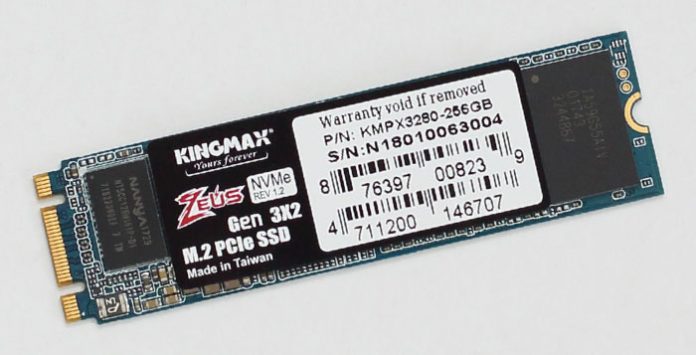 KINGMAX
Yours forever
ZEUS
NVMe
REV 1.2
Gen 3X2
M.2 PCIe SSD
Made in Taiwan
Warranty void if removed
P/N: KMPX3280-256GB
S/N:N18010063004
8 76397 00823 9
4 711200 146707
NANYA